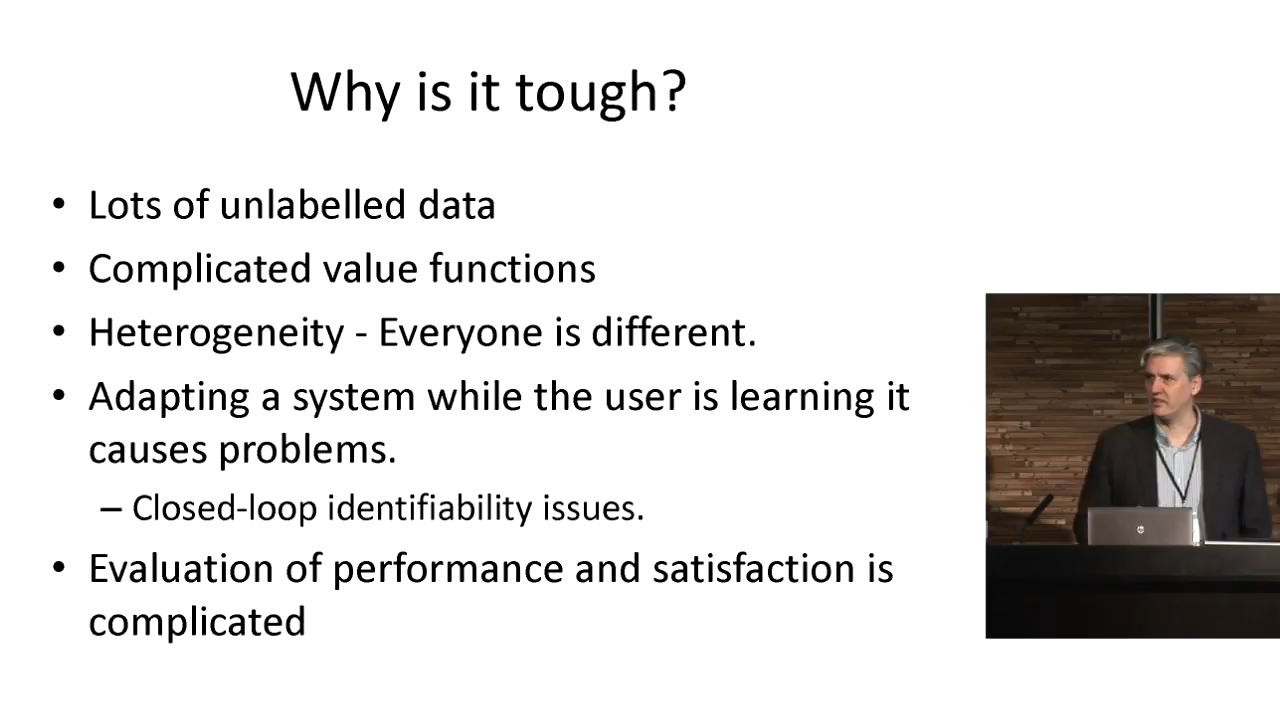 Why is it tough?
• Lots of unlabelled data
• Complicated value functions
• Heterogeneity - Everyone is different.
• Adapting a system while the user is learning it
causes problems.
– Closed-loop identifiability issues.
• Evaluation of performance and satisfaction is
complicated